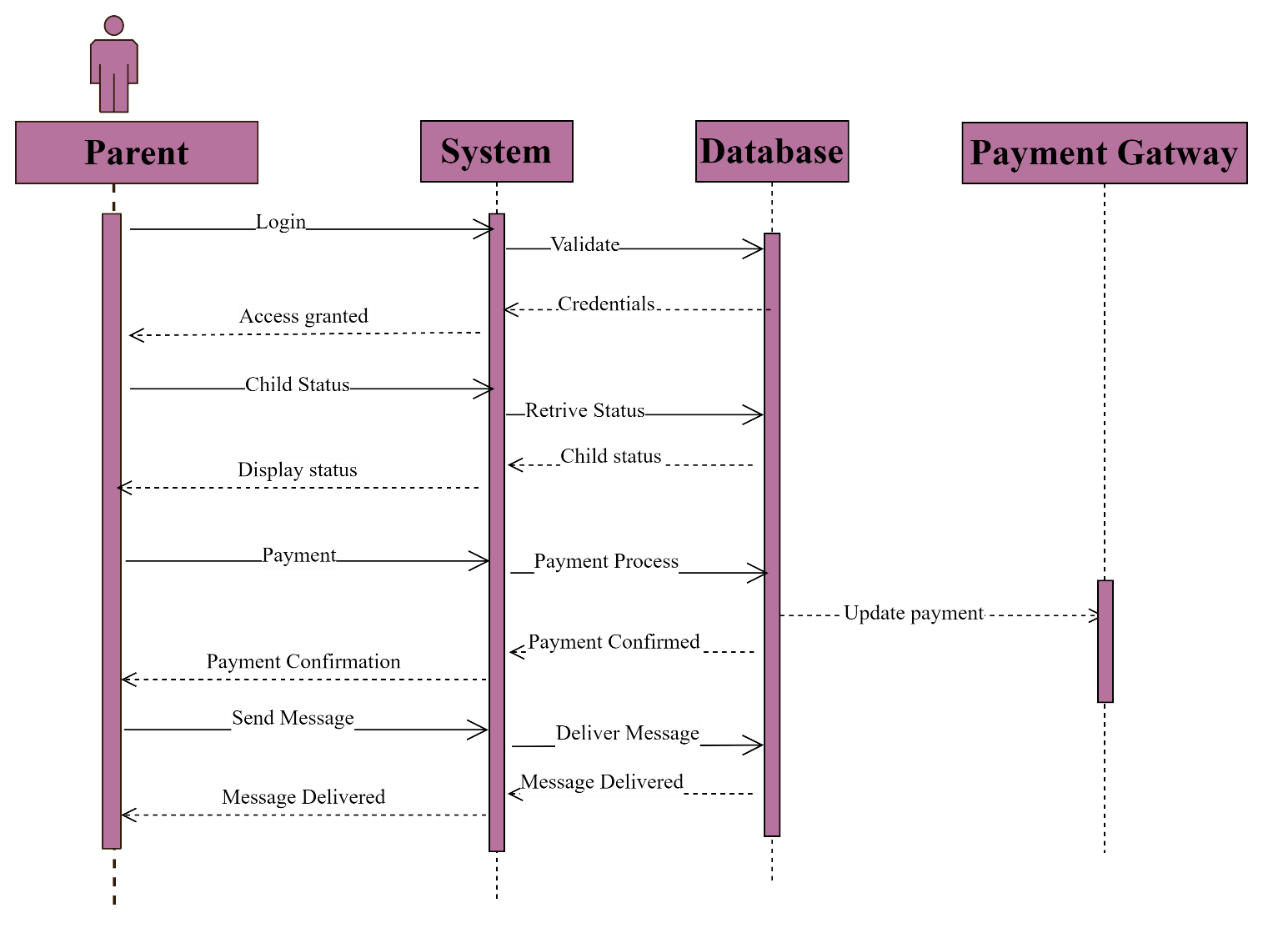 Parent
System
Database
Payment Gatway
Login
Validate
Credentials
Access granted
Child Status
Retrive Status
Child status
Display status
Payment
Payment Process
Update payment
Payment Confirmed
Payment Confirmation
Send Message
Deliver Message
Message Delivered
Message Delivered